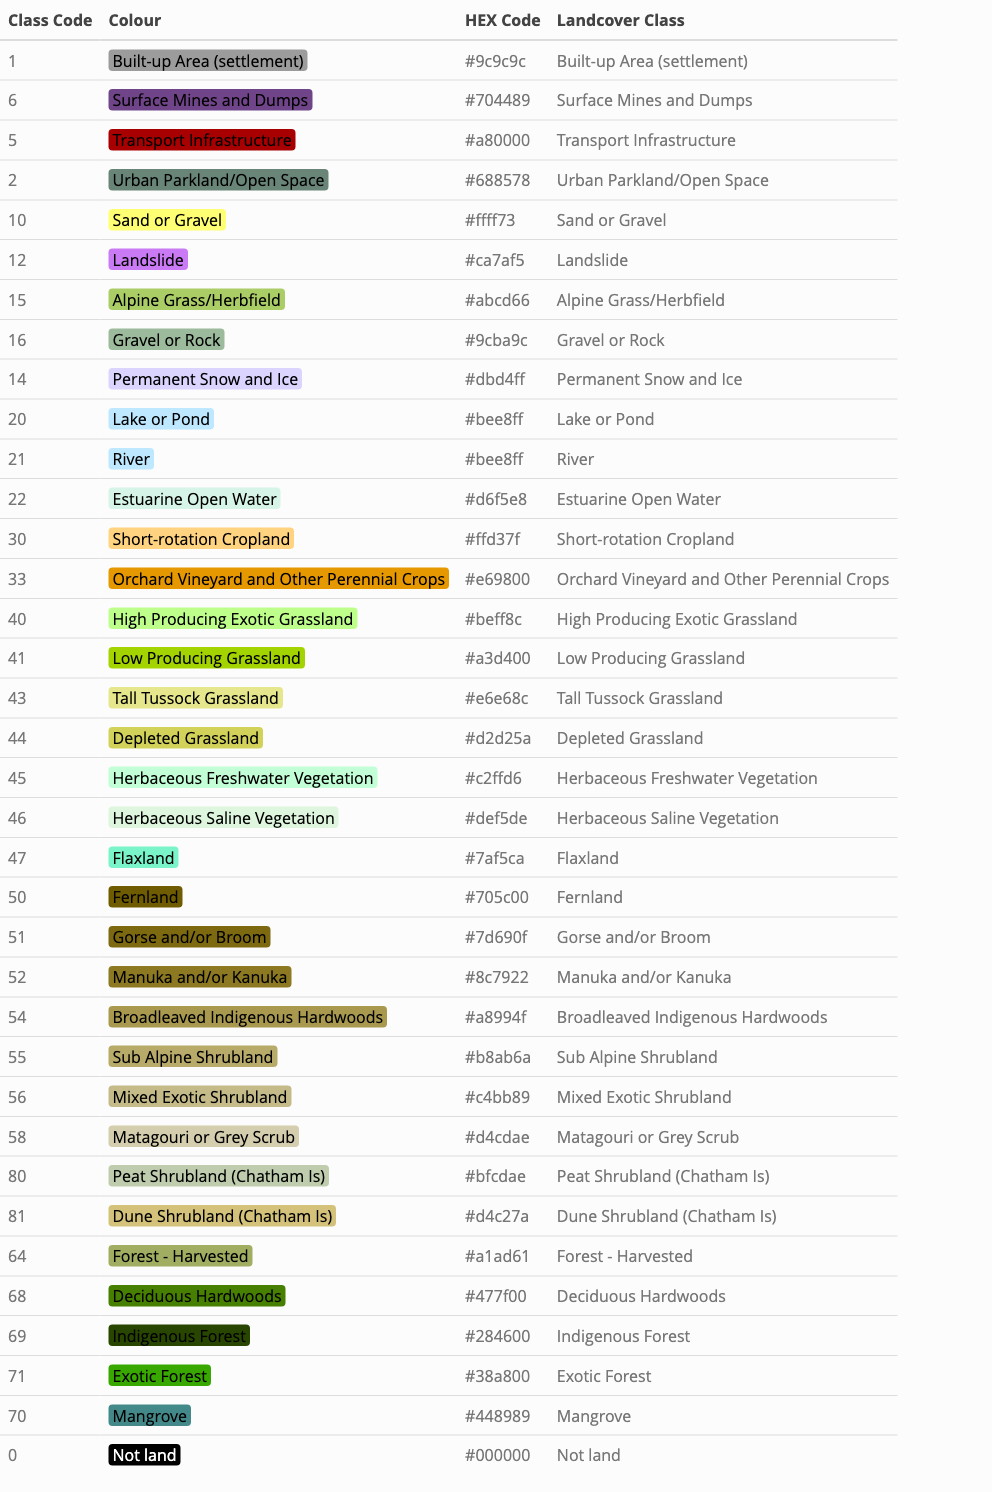 Class Code Colour HEX Code Landcover Class
1 Built-up Area (settlement) #9c9c9c Built-up Area (settlement)
6 Surface Mines and Dumps #704489 Surface Mines and Dumps
5 Transport Infrastructure #a80000 Transport Infrastructure
2 Urban Parkland/Open Space #688578 Urban Parkland/Open Space
10 Sand or Gravel #ffff73 Sand or Gravel
12 Landslide #ca7af5 Landslide
15 Alpine Grass/Herbfield #abcd66 Alpine Grass/Herbfield
16 Gravel or Rock #9cba9c Gravel or Rock
14 Permanent Snow and Ice #dbd4ff Permanent Snow and Ice
20 Lake or Pond #bee8ff Lake or Pond
21 River #bee8ff River
22 Estuarine Open Water #d6f5e8 Estuarine Open Water
30 Short-rotation Cropland #ffd37f Short-rotation Cropland
33 Orchard Vineyard and Other Perennial Crops #e69800 Orchard Vineyard and Other Perennial Crops
40 High Producing Exotic Grassland #beff8c High Producing Exotic Grassland
41 Low Producing Grassland #a3d400 Low Producing Grassland
43 Tall Tussock Grassland #e6e68c Tall Tussock Grassland
44 Depleted Grassland #d2d25a Depleted Grassland
45 Herbaceous Freshwater Vegetation #c2ffd6 Herbaceous Freshwater Vegetation
46 Herbaceous Saline Vegetation #def5de Herbaceous Saline Vegetation
47 Flaxland #7af5ca Flaxland
50 Fernland #705c00 Fernland
51 Gorse and/or Broom #7d690f Gorse and/or Broom
52 Manuka and/or Kanuka #8c7922 Manuka and/or Kanuka
54 Broadleaved Indigenous Hardwoods #a8994f Broadleaved Indigenous Hardwoods
55 Sub Alpine Shrubland #b8ab6a Sub Alpine Shrubland
56 Mixed Exotic Shrubland #c4bb89 Mixed Exotic Shrubland
58 Matagouri or Grey Scrub #d4cdae Matagouri or Grey Scrub
80 Peat Shrubland (Chatham Is) #bfcdae Peat Shrubland (Chatham Is)
81 Dune Shrubland (Chatham Is) #d4c27a Dune Shrubland (Chatham Is)
64 Forest - Harvested #a1ad61 Forest - Harvested
68 Deciduous Hardwoods #477f00 Deciduous Hardwoods
69 Indigenous Forest #284600 Indigenous Forest
71 Exotic Forest #38a800 Exotic Forest
70 Mangrove #448989 Mangrove
0 Not land #000000 Not land